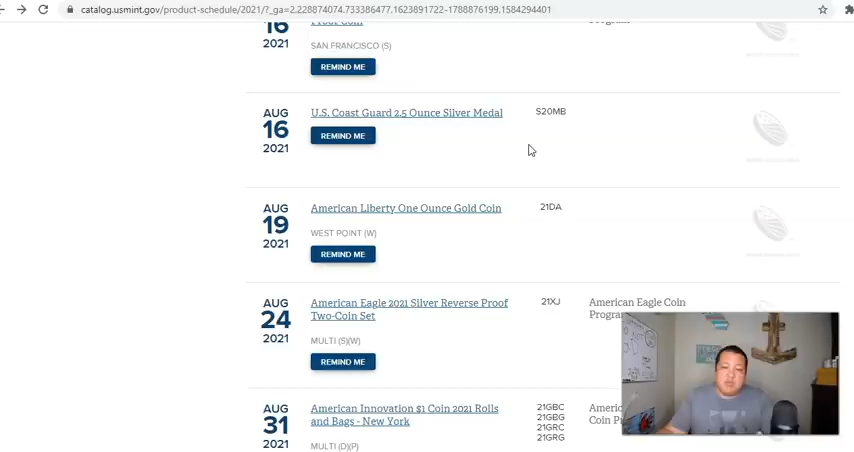 catalog.usmint.gov/product-schedule/2021/?_ga=2,228874074.733386477.1623891722-1788876199.1584294401
16
2021
Proof Coin
SAN FRANCISCO (S)
REMIND ME
AUG
16
2021
U.S. Coast Guard 2.5 Ounce Silver Medal
REMIND ME
S20MB
AUG
19
2021
American Liberty One Ounce Gold Coin
WEST POINT (W)
REMIND ME
21DA
AUG
24
2021
American Eagle 2021 Silver Reverse Proof
Two-Coin Set
MULTI (S)(W)
REMIND ME
21XJ
American Eagle Coin
AUG
31
2021
American Innovation $1 Coin 2021 Rolls
and Bags - New York
MULTI (D)(P)
21GBC
21GBG
21GRC
21GRG